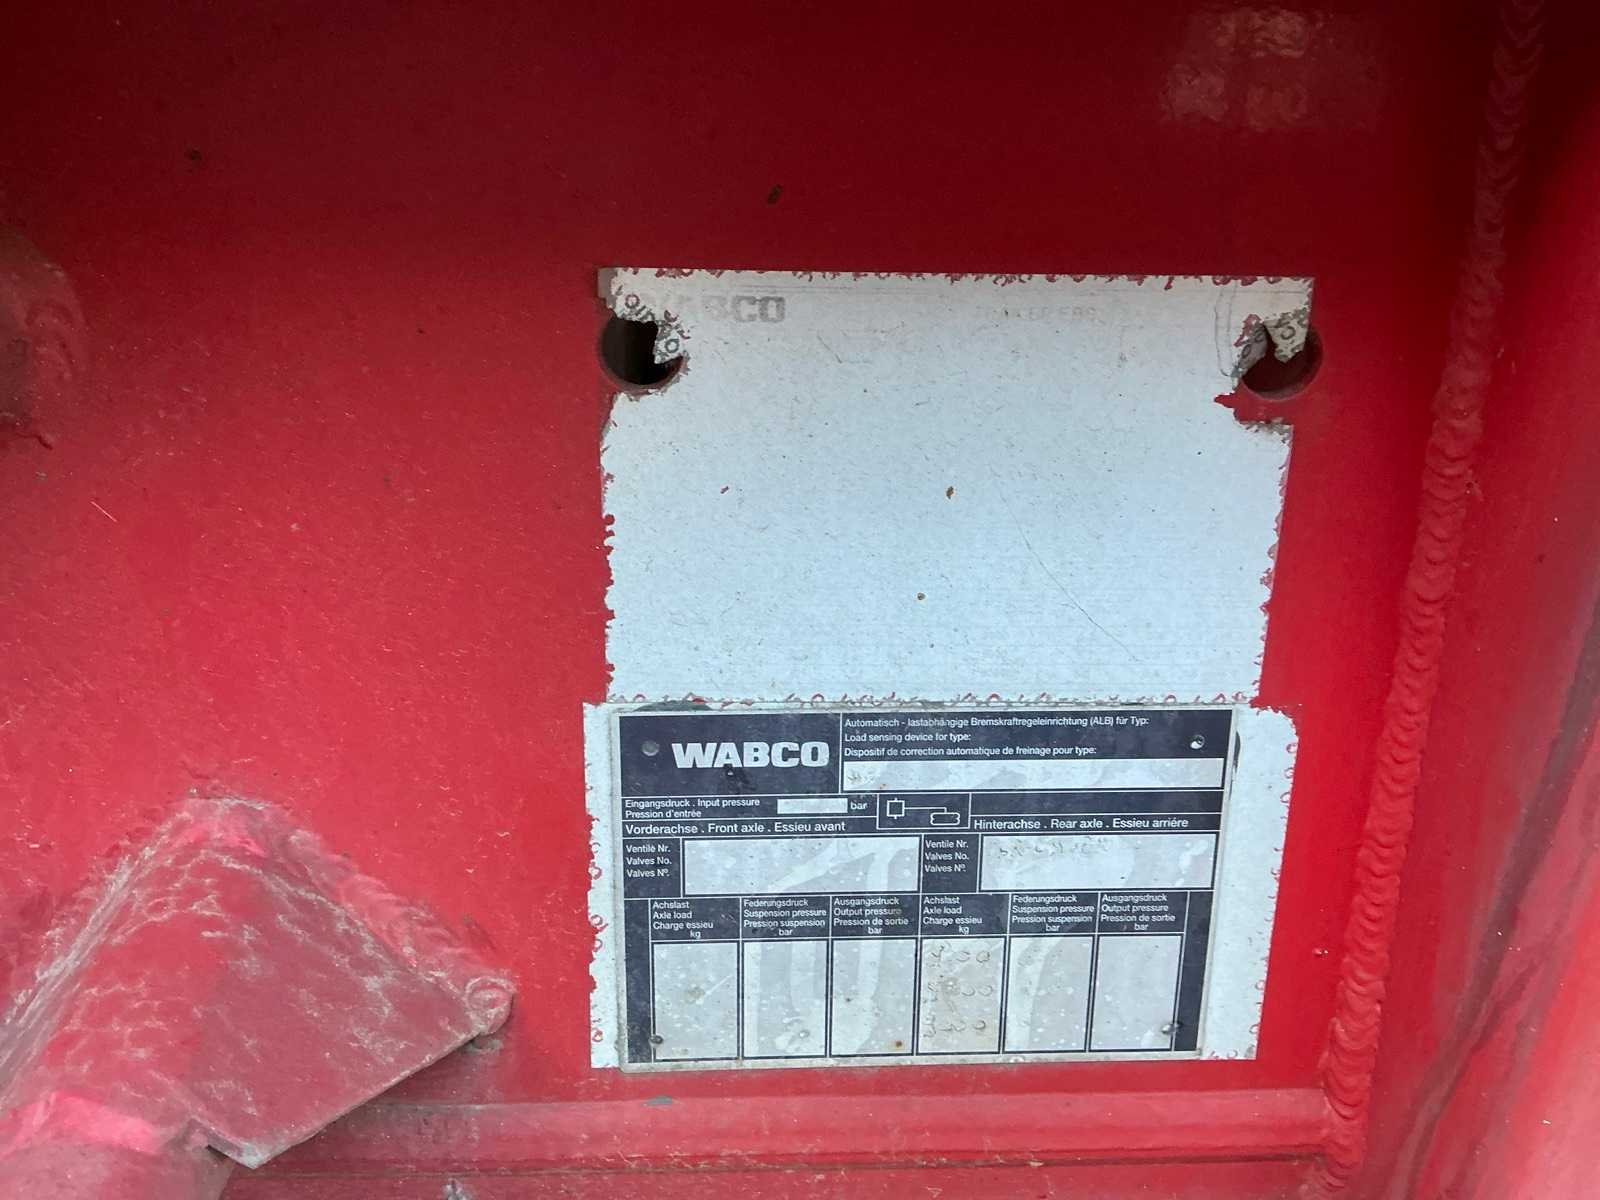 WABCO
WABCO
Automatisch - lastabhängige Bremskraftregeleinrichtung (ALB) für Typ:
Load sensing device for type:
Dispositif de correction automatique de freinage pour type:
Eingangsdruck . Input pressure
Pression d'entrée
bar
Vorderachse . Front axle . Essieu avant
Hinterachse . Rear axle . Essieu arriére
Ventile Nr.
Valves No.
Valves Nº.
Ventile Nr.
Valves No.
Valves Nº.
Achslast
Axle load
Charge essieu
kg
Federungsdruck
Suspension pressure
Pression suspension
bar
Ausgangsdruck
Output pressure
Pression de sortie
bar
Achslast
Axle load
Charge essieu
kg
Federungsdruck
Suspension pressure
Pression suspension
bar
Ausgangsdruck
Output pressure
Pression de sortie
bar